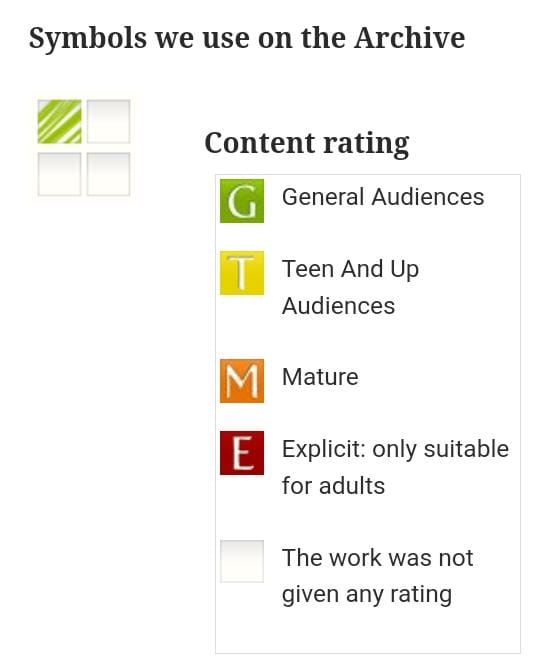 Symbols we use on the Archive
Content rating
G General Audiences
T Teen And Up
Audiences
M Mature
E Explicit: only suitable
for adults
The work was not
given any rating